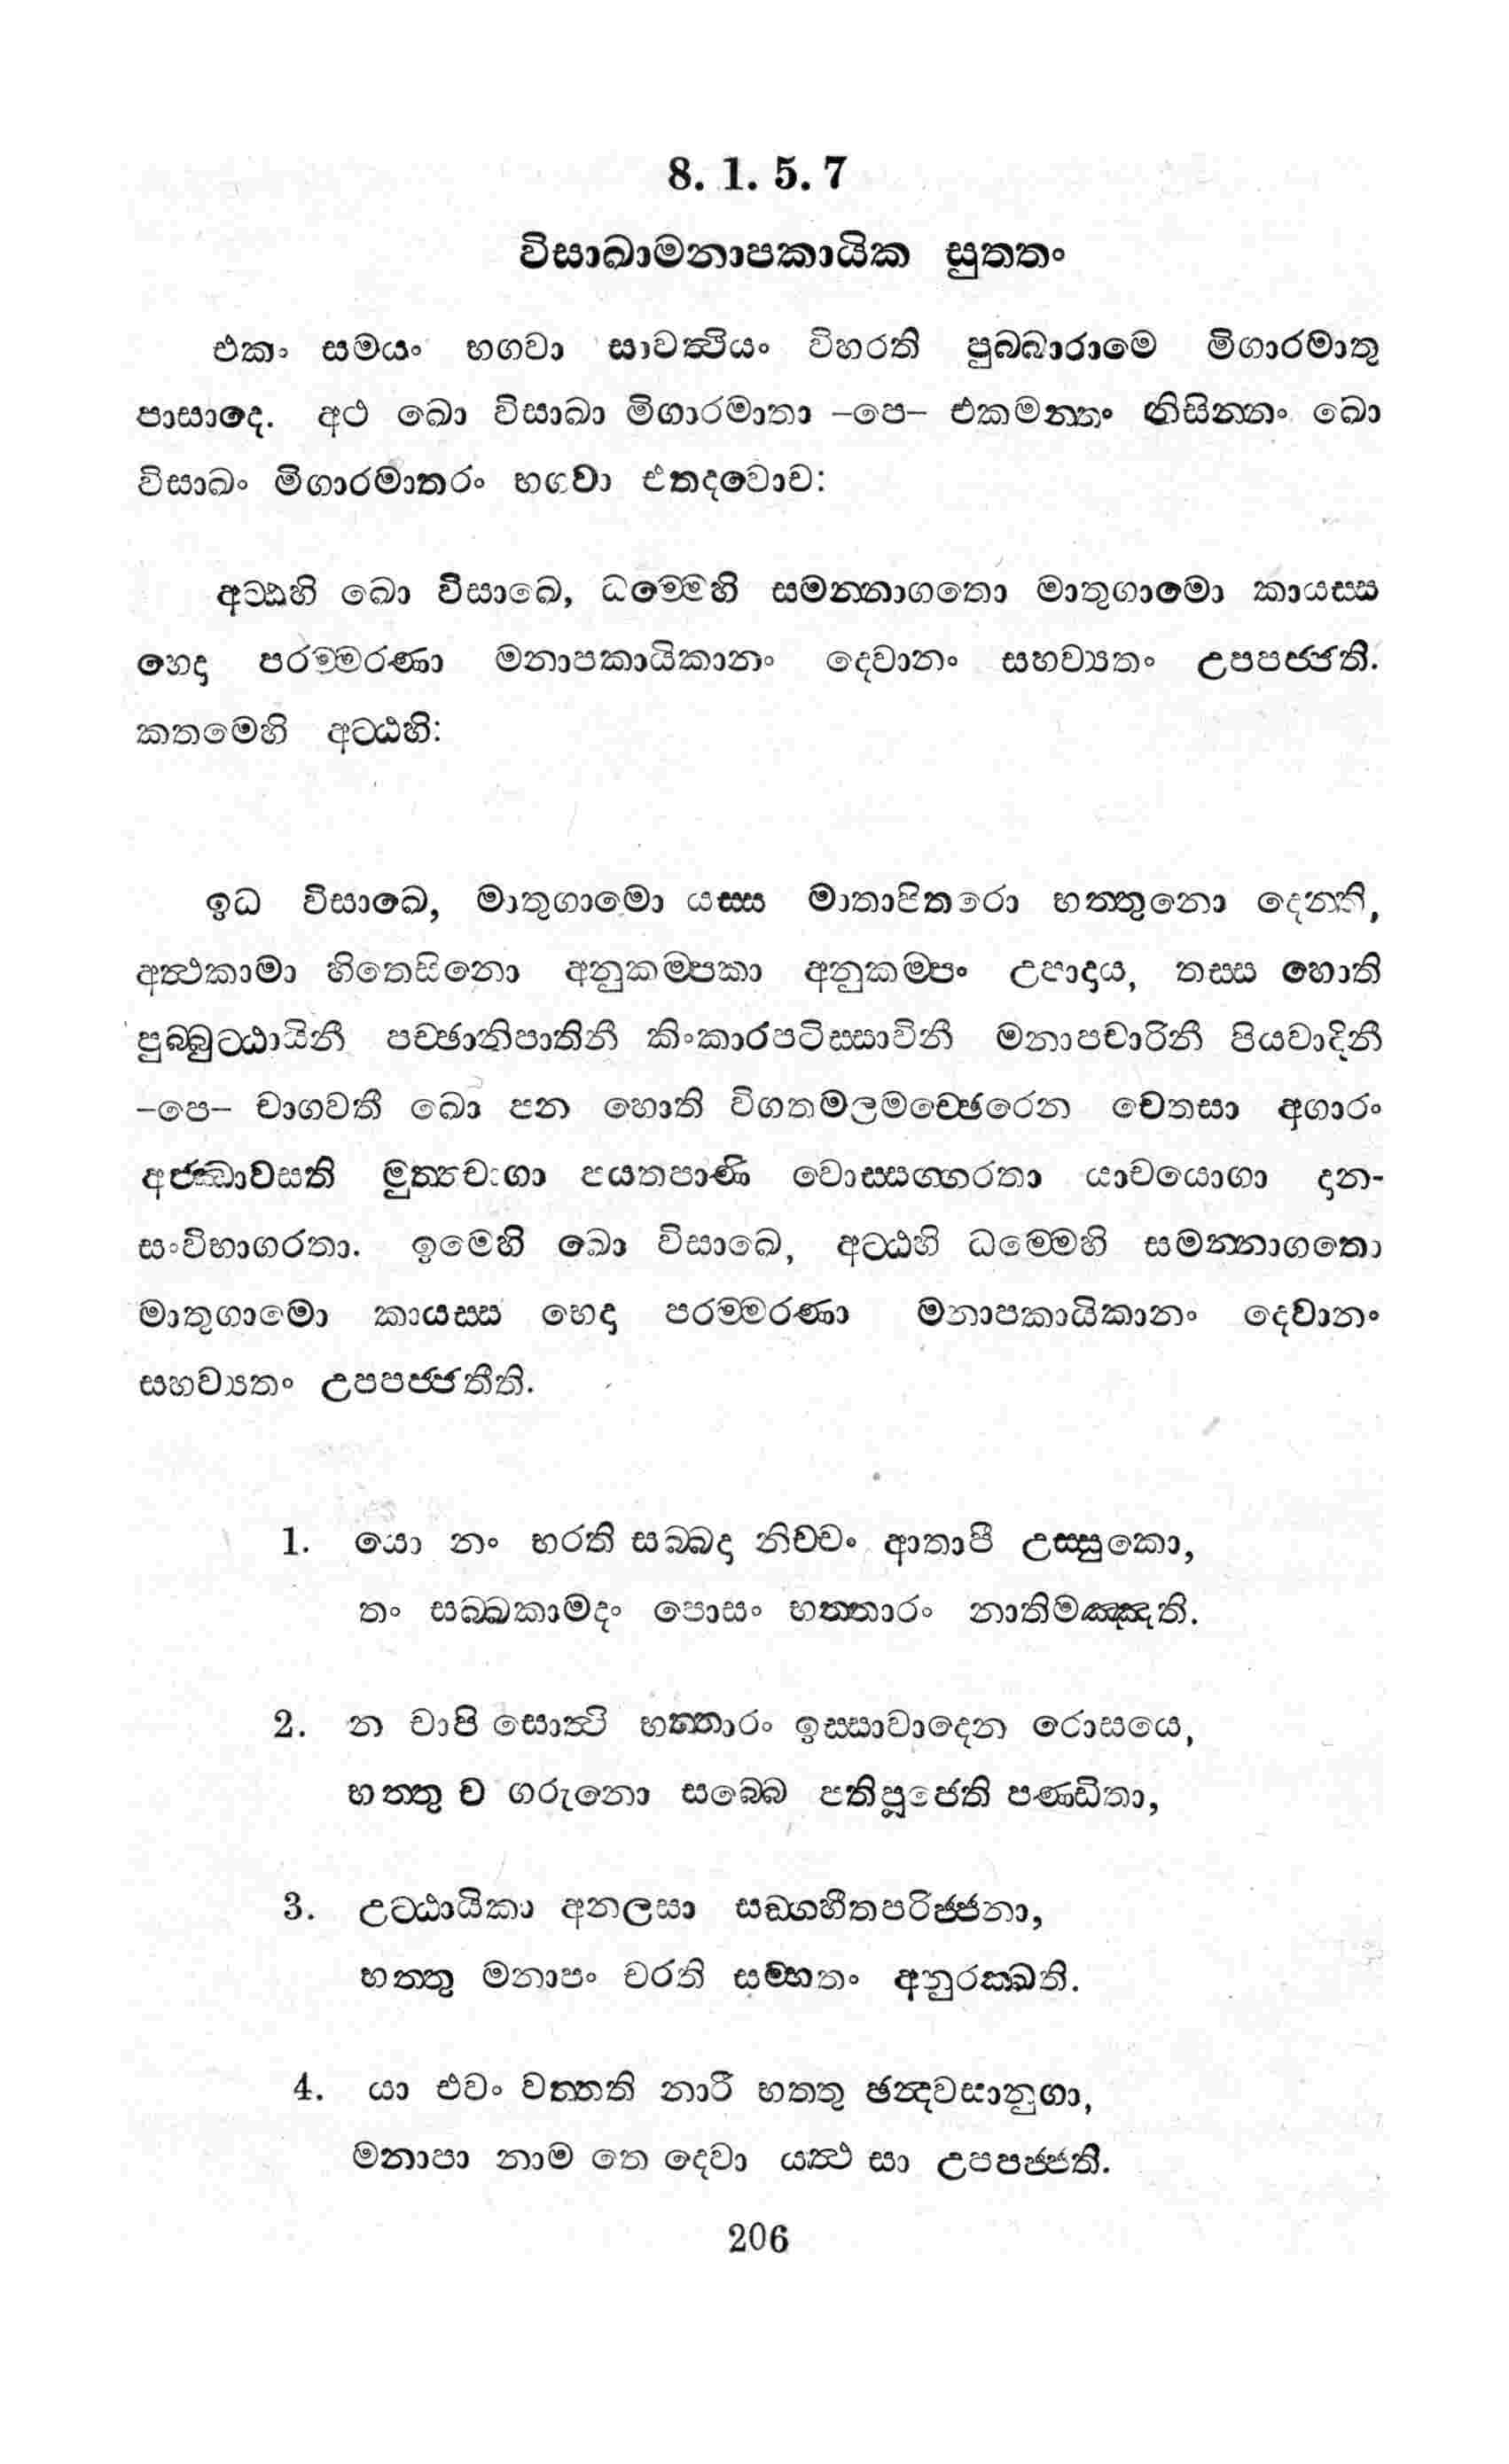 8. 1. 5. 7
විසාඛාමනාපකායික සුත්තං
එකං සමයං භගවා සාවත්ථියං විහරති පුබ්බාරාමෙ මිගාරමාතු
පාසාදෙ. අථ ඛො විසාඛා මිගාරමාතා –පෙ– එකමන්තං නිසින්නං ඛො
විසාඛං මිගාරමාතරං භගවා එතදවොච:
අට්ඨහි ඛො විසාඛෙ, ධම්මෙහි සමන්නාගතො මාතුගාමො කායස්ස
භෙදා පරම්මරණා මනාපකායිකානං දෙවානං සහව්‍යතං උපපජ්ජති.
කතමෙහි අට්ඨහි:
ඉධ විසාඛෙ, මාතුගාමො යස්ස මාතාපිතරො භත්තුනො දෙන්ති,
අත්ථකාමා හිතෙසිනො අනුකම්පකා අනුකම්පං උපාදාය, තස්ස හොති
පුබ්බුට්ඨායිනී පච්ඡානිපාතිනී කිංකාරපටිස්සාවිනී මනාපචාරිනී පියවාදිනී
–පෙ– චාගවතී ඛො පන හොති විගතමලමච්ඡෙරෙන චෙතසා අගාරං
අජ්ඣාවසති මුත්තචාගා පයතපාණි වොස්සග්ගරතා යාචයොගා දාන-
සංවිභාගරතා. ඉමෙහි ඛො විසාඛෙ, අට්ඨහි ධම්මෙහි සමන්නාගතො
මාතුගාමො කායස්ස භෙදා පරම්මරණා මනාපකායිකානං දෙවානං
සහව්‍යතං උපපජ්ජතීති.
1. යො නං භරති සබ්බදා නිච්චං ආතාපී උස්සුකො,
තං සබ්බකාමදං පොසං භත්තාරං නාතිමඤ්ඤති.
2. න චාපි සොත්ථි භත්තාරං ඉස්සාවාදෙන රොසයෙ,
භත්තු ච ගරුනො සබ්බෙ පතිපූජෙති පණ්ඩිතා,
3. උට්ඨායිකා අනලසා සඞ්ගහීතපරිජ්ජනා,
භත්තු මනාපං චරති සම්භතං අනුරක්ඛති.
4. යා එවං වත්තති නාරී භත්තු ඡන්දවසානුගා,
මනාපා නාම තෙ දෙවා යත්ථ සා උපපජ්ජති.
206